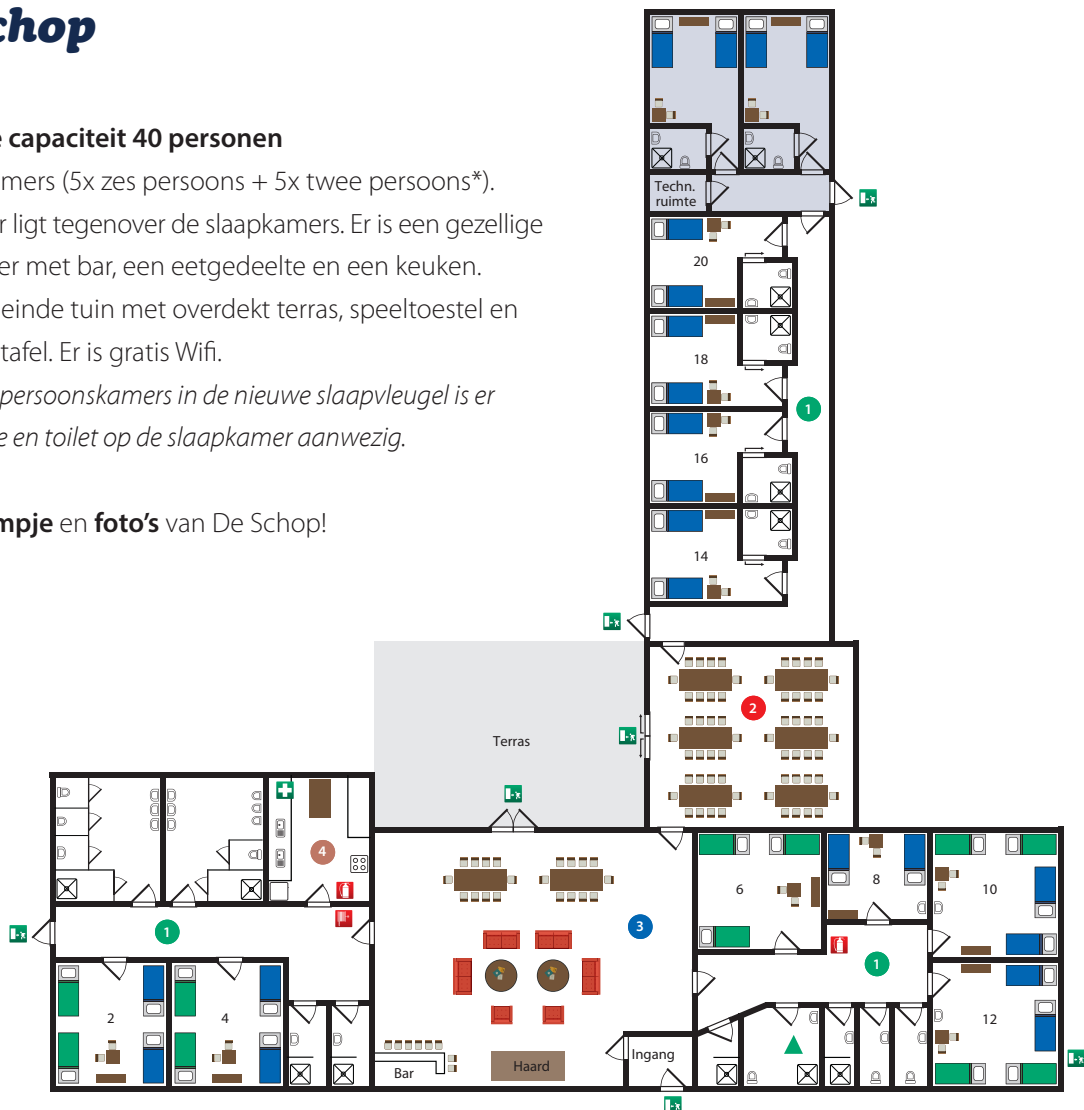 chop
e capaciteit 40 personen
amers (5x zes persoons + 5x twee persoons*).
r ligt tegenover de slaapkamers. Er is een gezellige
er met bar, een eetgedeelte en een keuken.
einde tuin met overdekt terras, speeltoestel en
tafel. Er is gratis Wifi.
persoonskamers in de nieuwe slaapvleugel is er
e en toilet op de slaapkamer aanwezig.
mpje en foto's van De Schop!
Techn.
ruimte
20
18
1
16
14
2
Terras
4
6
8
10
1
3
1
2
4
12
Ingang
Bar
Haard